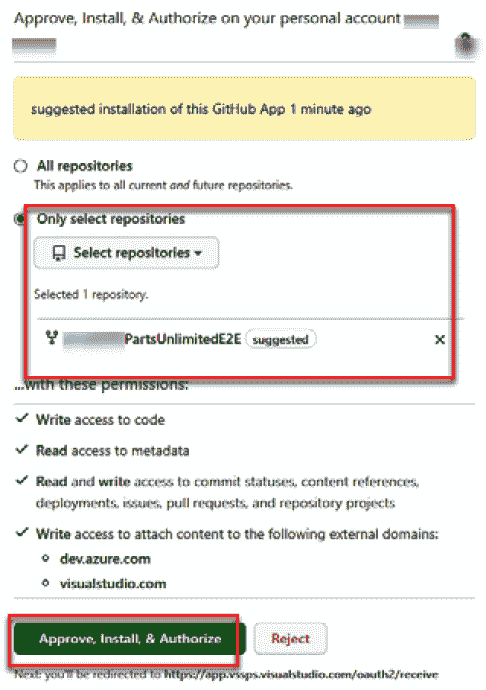 Approve, Install, & Authorize on your personal account
suggested installation of this GitHub App 1 minute ago
All repositories
This applies to all current and future repositories.
Only select repositories
Select repositories
Selected 1 repository.
PartsUnlimitedE2E suggested
...with these permissions:
Write access to code
Read access to metadata
Read and write access to commit statuses, content references,
deployments, issues, pull requests, and repository projects
Write access to attach content to the following external domains:
dev.azure.com
visualstudio.com
Approve, Install, & Authorize Reject
Next: you'll be redirected to https://app.vssps.visualstudio.com/oauth2/receive